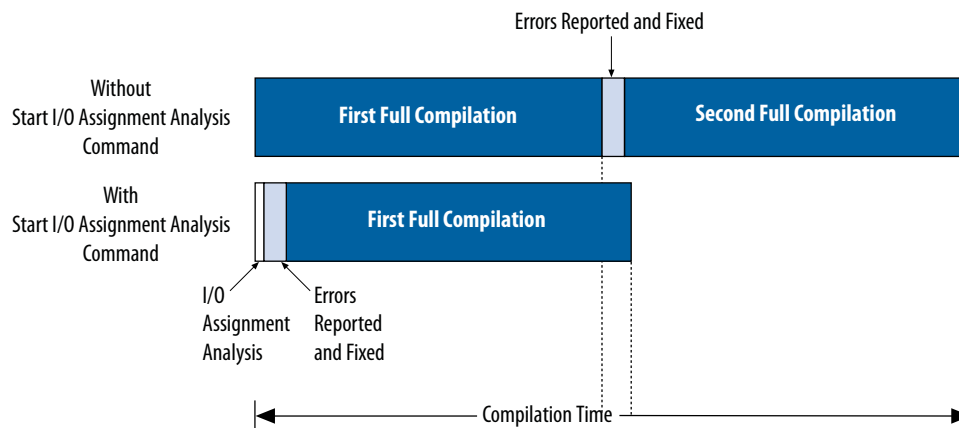 Errors Reported and Fixed
Without
Start I/O Assignment Analysis
Command
First Full Compilation
Second Full Compilation
With
Start I/O Assignment Analysis
Command
First Full Compilation
I/O
Assignment
Analysis
Errors
Reported
and Fixed
Compilation Time